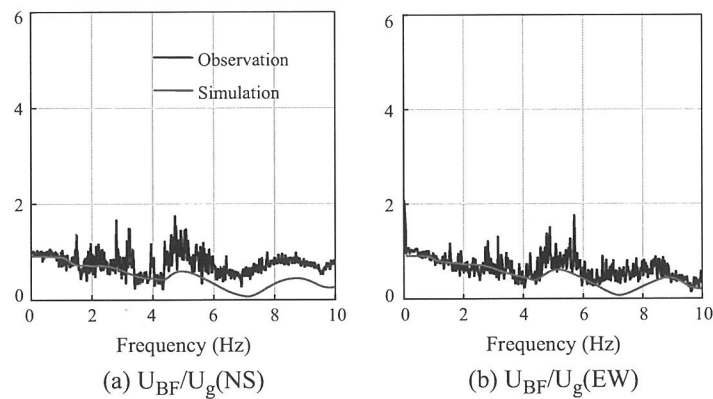 6
4
2
0
Observation
Simulation
0 2 4 6 8 10
Frequency (Hz)
(a) U_BF/U_g(NS)
6
4
2
0
0 2 4 6 8 10
Frequency (Hz)
(b) U_BF/U_g(EW)